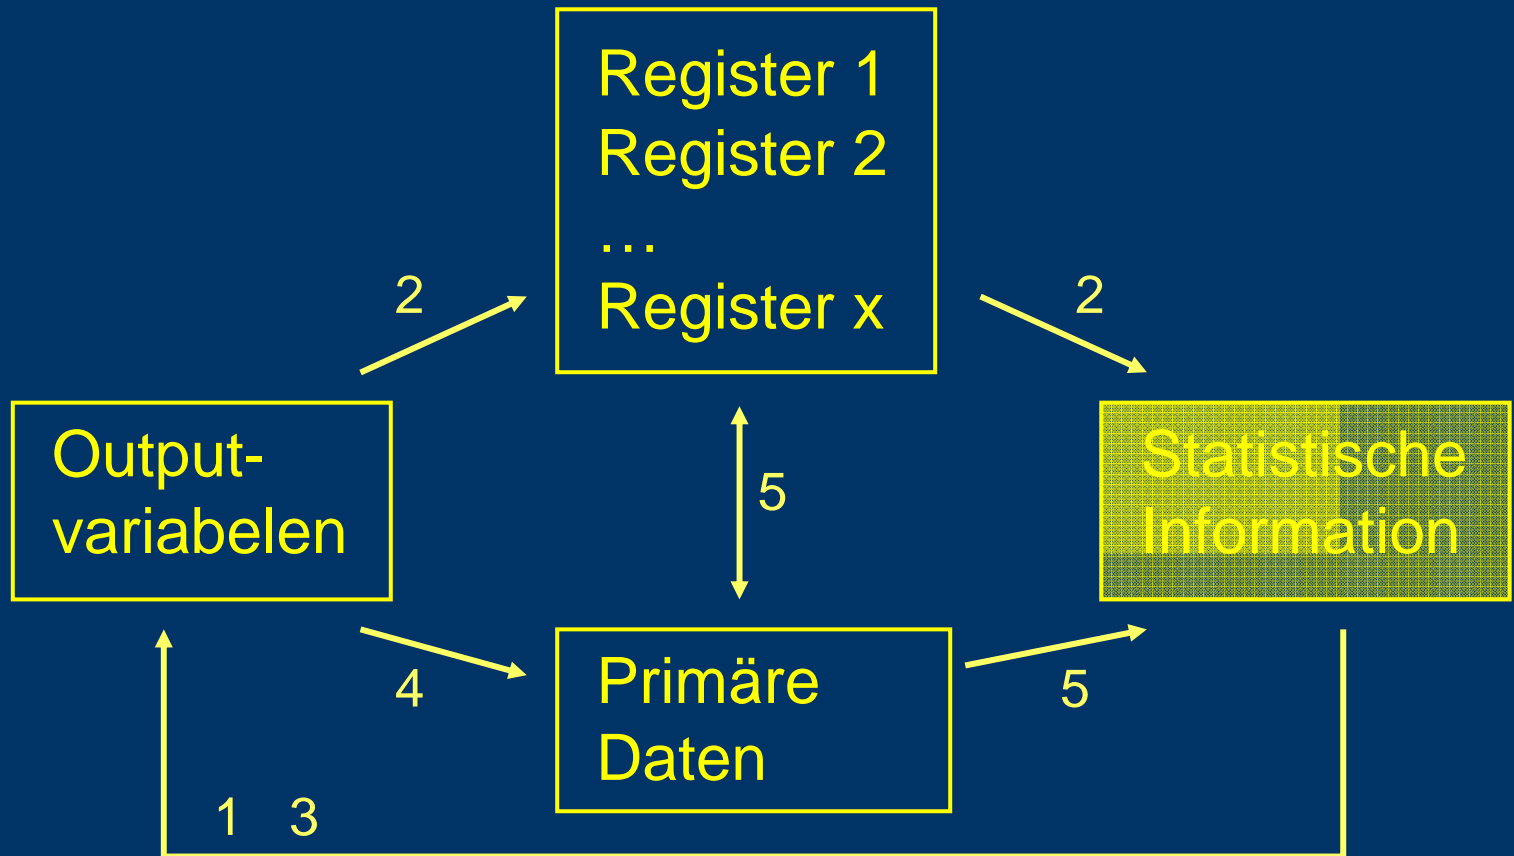 Register 1
Register 2
…
Register x
2
2
Output-
variabelen
5
Statistische
Information
4
Primäre
Daten
5
1 3